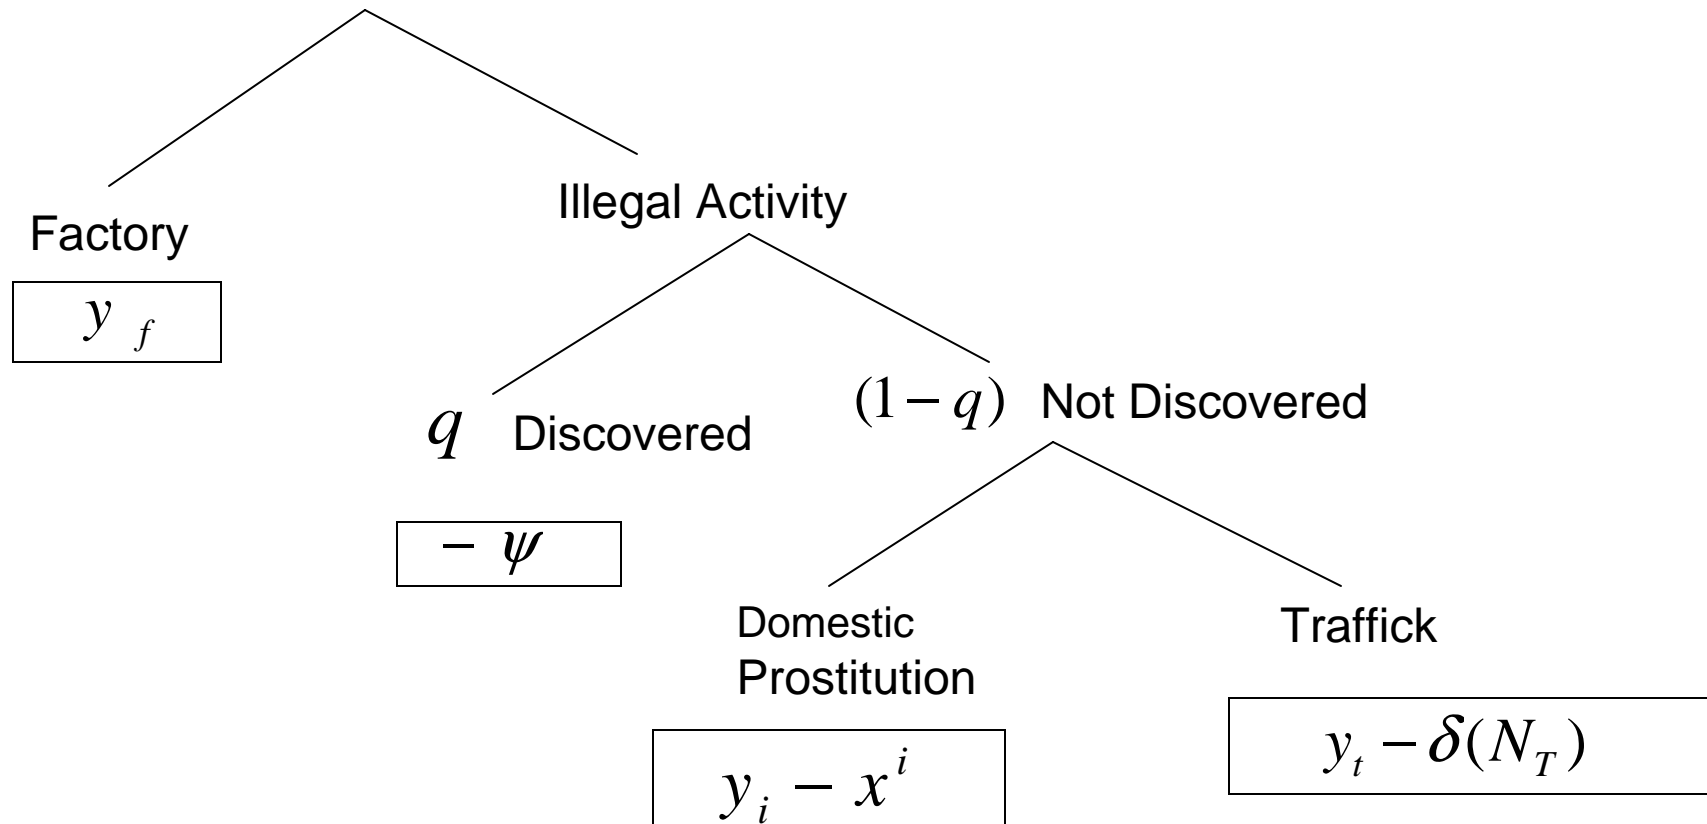 Illegal Activity
Factory
y_f
q Discovered
(1 − q) Not Discovered
− ψ
Domestic
Prostitution
Traffick
y_i − x^i
y_t − δ(N_T)